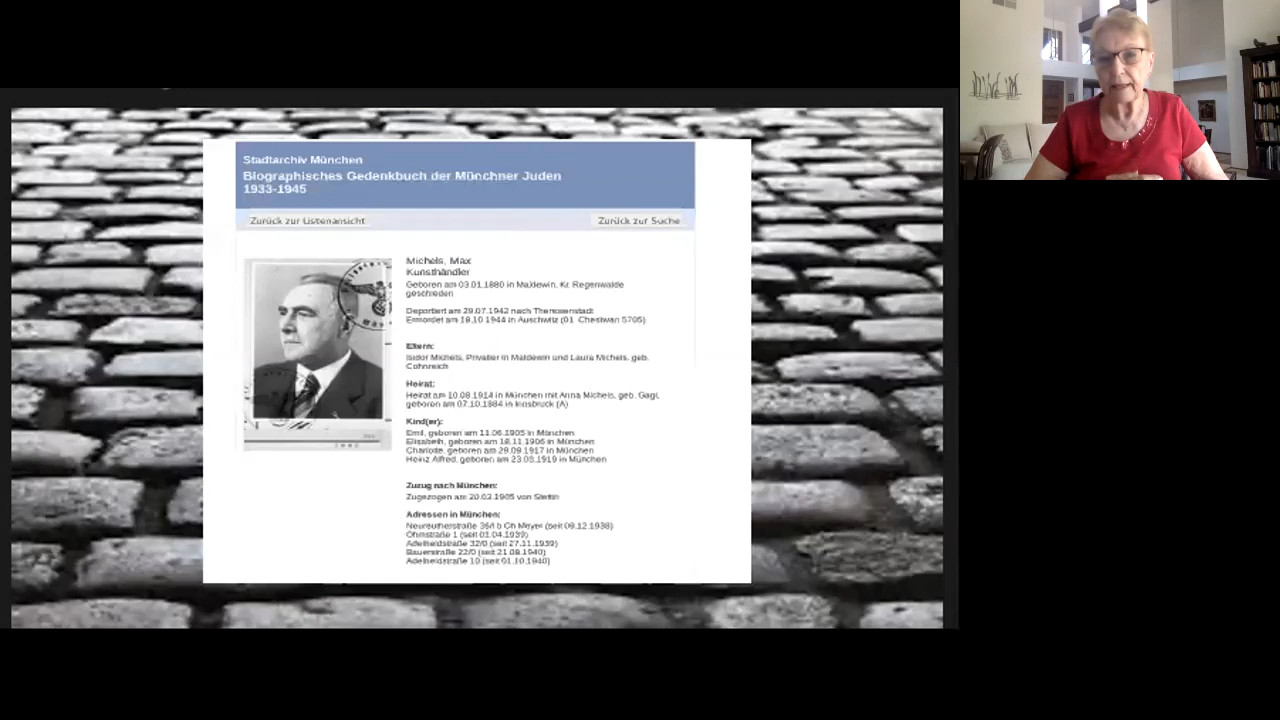 Stadtarchiv München
Biographisches Gedenkbuch der Münchner Juden
1933-1945
Zurück zur Listenansicht
Zurück zur Suche
Michels, Max
Kunsthändler
Geboren am 03.01.1880 in Maldewin, Kr. Regenwalde
geschieden
Deportiert am 29.07.1942 nach Theresienstadt
Ermordet am 19.10.1944 in Auschwitz
Eltern:
Isidor Michels, Privatier in Maldewin und Laura Michels, geb.
Cohnreich
Heirat:
Heirat am 10.08.1914 in München mit Anna Michels, geb. Gagl,
geboren am 07.10.1884 in Innsbruck (A)
Kind(er):
Emil, geboren am 11.06.1905 in München
Elisabeth, geboren am 18.11.1906 in München
Charlotte, geboren am 29.09.1917 in München
Heinz Alfred, geboren am 23.03.1919 in München
Zuzug nach München:
Zugezogen am 20.03.1905 von Stettin
Adressen in München:
Neureutherstraße b Ch Meyer (seit 09.12.1938)
Ohmstraße 1 (seit 01.04.1939)
Adelheidstraße 32/0 (seit 27.11.1939)
Bauerstraße 22/0 (seit 21.08.1940)
Adelheidstraße 10 (seit 01.10.1940)